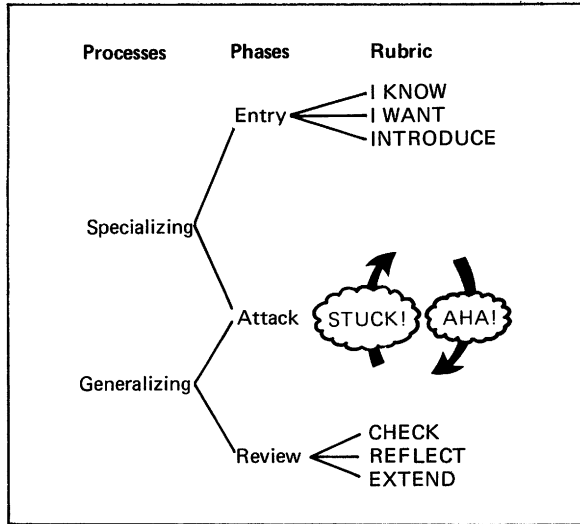 Processes Phases Rubric
I KNOW
Entry I WANT
INTRODUCE
Specializing
Attack STUCK! AHA!
Generalizing
CHECK
Review REFLECT
EXTEND